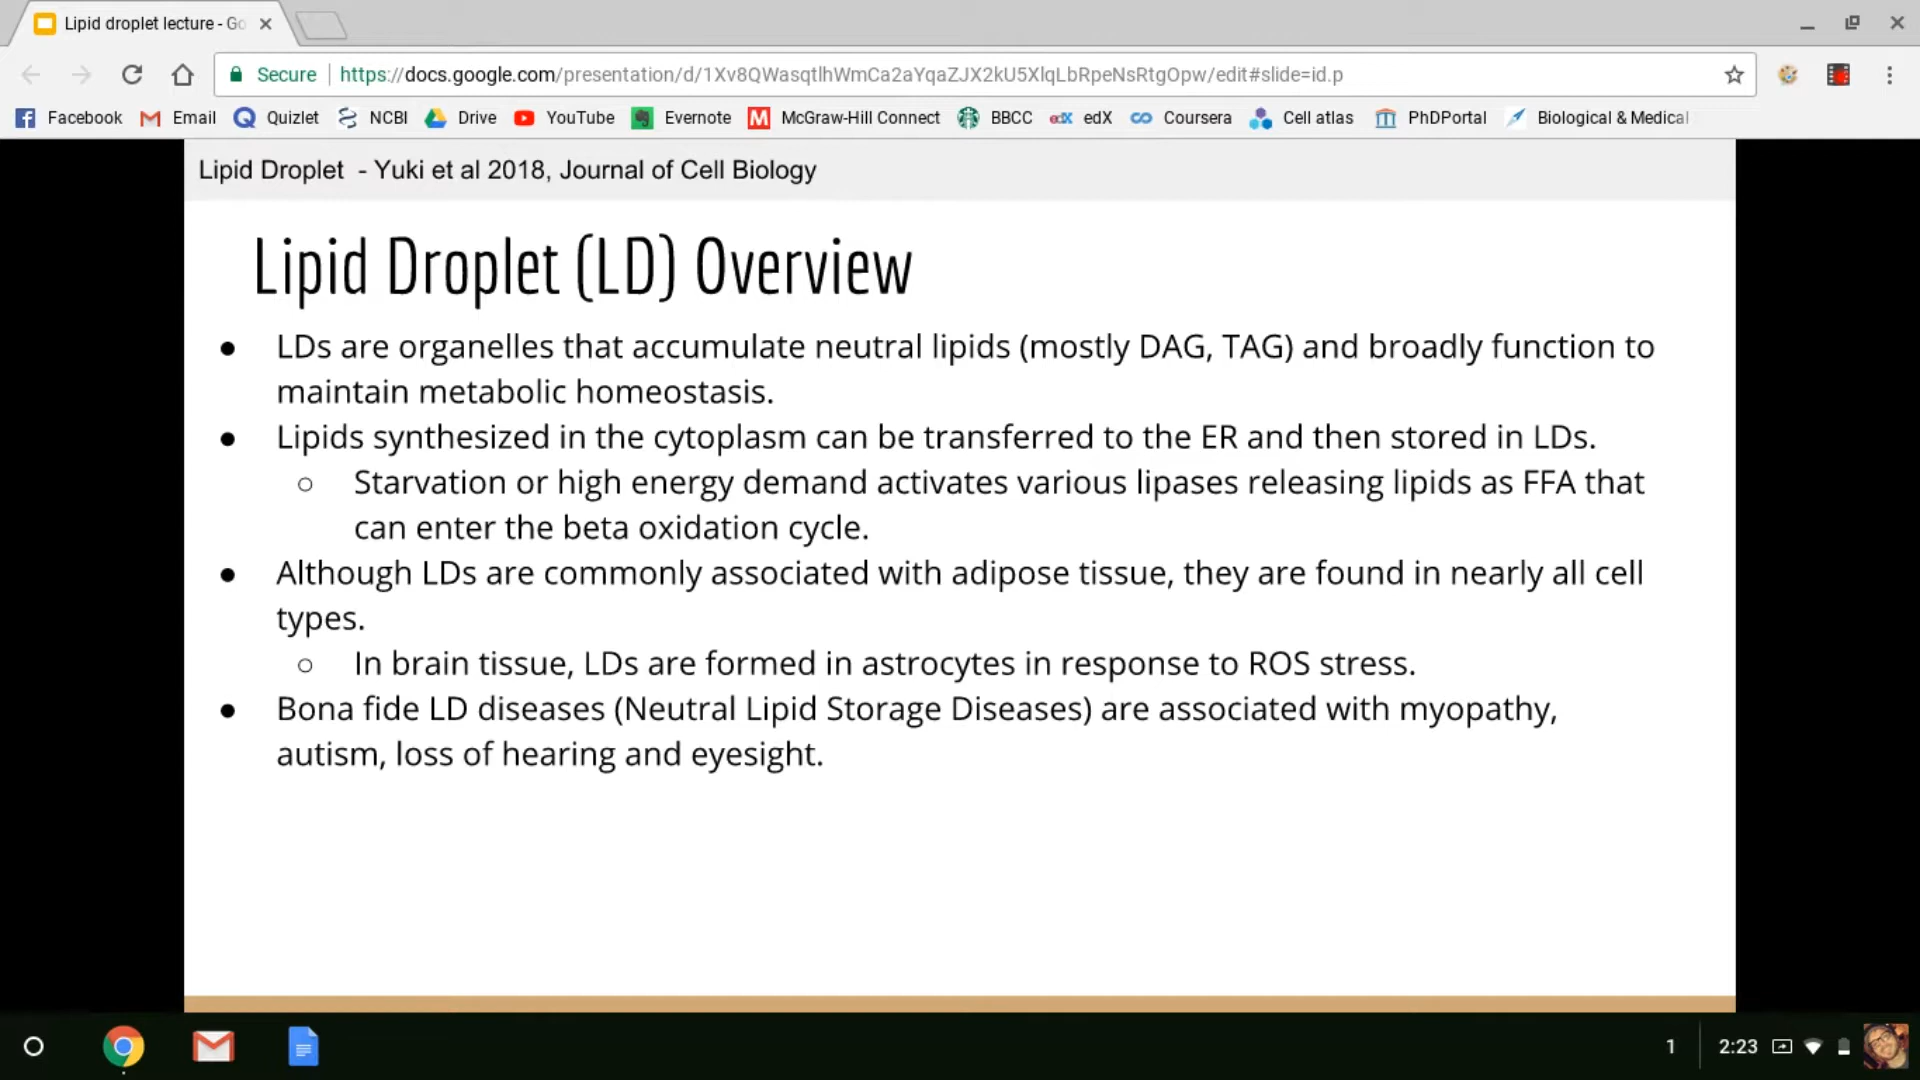 Lipid droplet lecture - Go
Secure https://docs.google.com/presentation/d/1Xv8QWasqtlhWmCa2aYqaZJX2kU5XlqLbRpeNsRtgOpw/edit#slide=id.p
Facebook Email Quizlet NCBI Drive YouTube Evernote McGraw-Hill Connect BBCC edX Coursera Cell atlas PhDPortal Biological & Medical
Lipid Droplet - Yuki et al 2018, Journal of Cell Biology
Lipid Droplet (LD) Overview
● LDs are organelles that accumulate neutral lipids (mostly DAG, TAG) and broadly function to
maintain metabolic homeostasis.
● Lipids synthesized in the cytoplasm can be transferred to the ER and then stored in LDs.
○ Starvation or high energy demand activates various lipases releasing lipids as FFA that
can enter the beta oxidation cycle.
● Although LDs are commonly associated with adipose tissue, they are found in nearly all cell
types.
○ In brain tissue, LDs are formed in astrocytes in response to ROS stress.
● Bona fide LD diseases (Neutral Lipid Storage Diseases) are associated with myopathy,
autism, loss of hearing and eyesight.
1 2:23